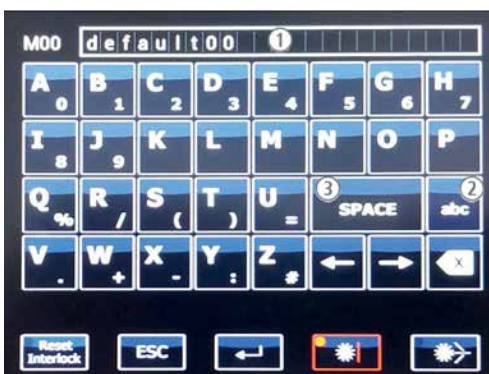 M00 default00 ①
A 0 B 1 C 2 D 3 E 4 F 5 G 6 H 7
I 8 J 9 K L M N O P
Q % R / S ( T ) U = ③ SPACE ② abc
V . W + X - Y : Z # ← → X
Reset Interlock ESC